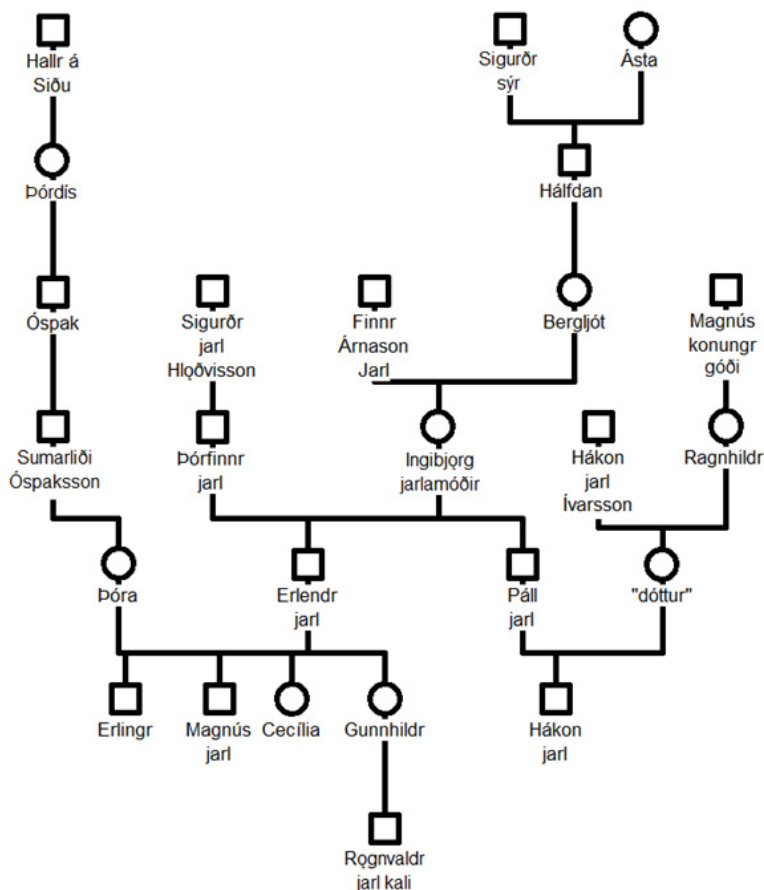 Hallr á
Siðu
Sigurðr
sýr
Ásta
Þórdís
Hálfdan
Óspak
Sigurðr
jarl
Hlǫðvisson
Finnr
Árnason
Jarl
Bergljót
Magnús
konungr
góði
Sumarliði
Óspaksson
Þórfinnr
jarl
Ingibjǫrg
jarlamóðir
Hákon
jarl
Ívarsson
Ragnhildr
Þóra
Erlendr
jarl
Páll
jarl
"dóttur"
Erlingr
Magnús
jarl
Cecília
Gunnhildr
Hákon
jarl
Rǫgnvaldr
jarl kali